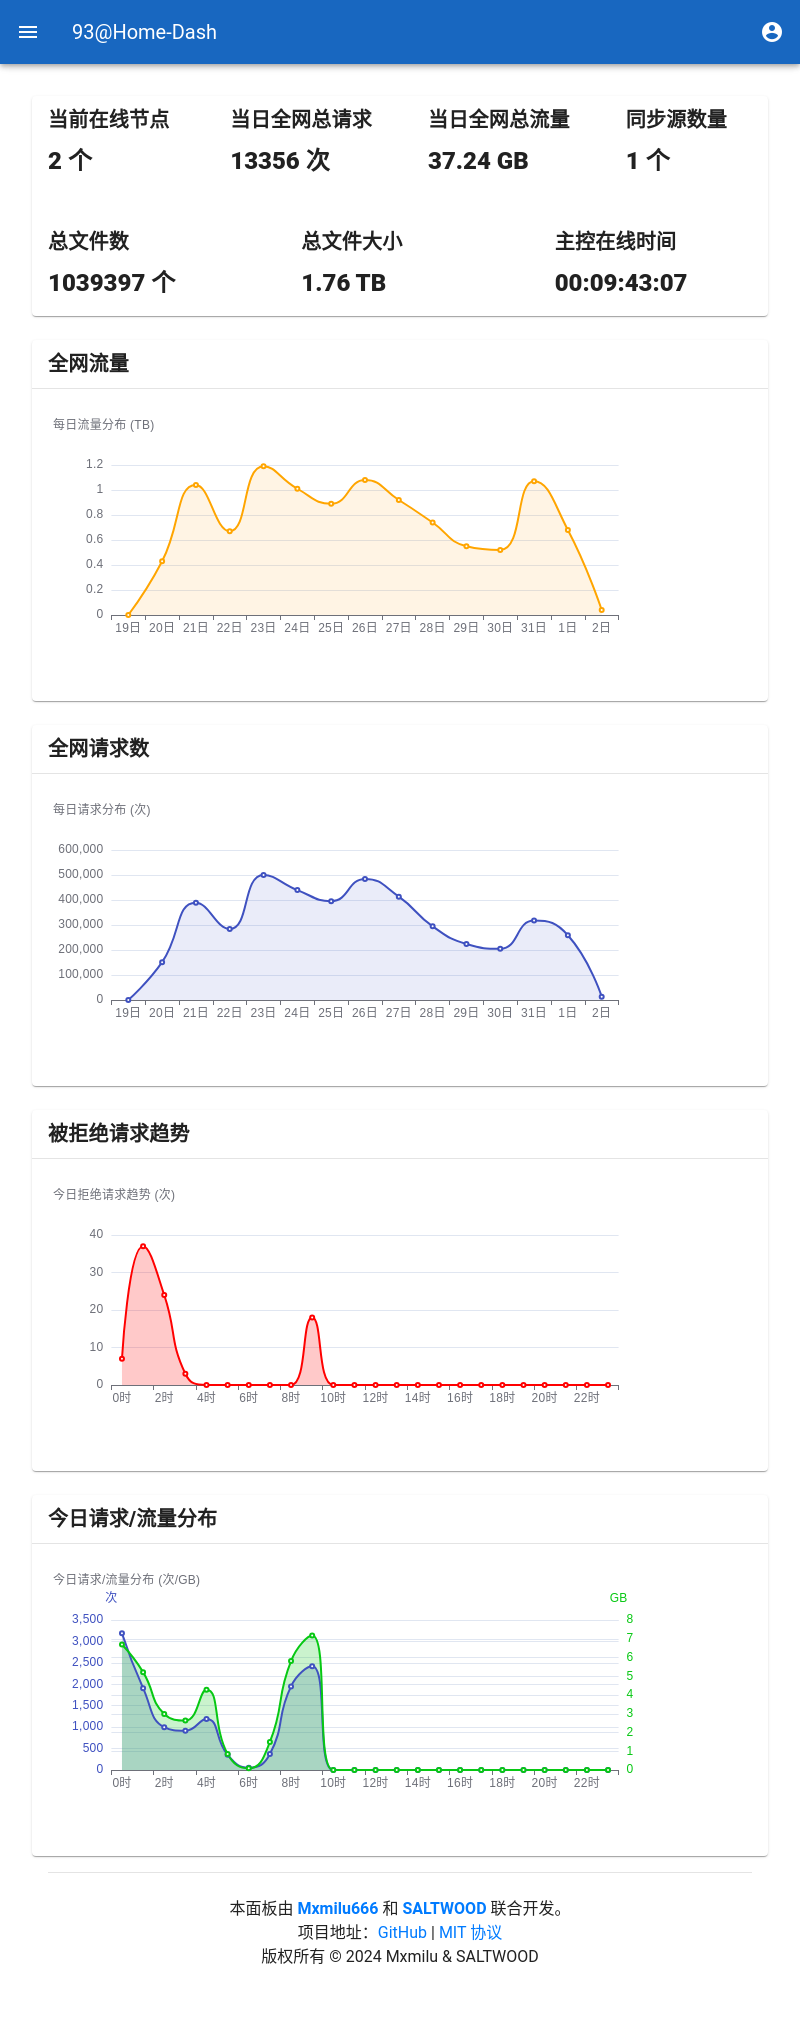 93@Home-Dash
当前在线节点 当日全网总请求 当日全网总流量 同步源数量
2 个 13356 次 37.24 GB 1 个
总文件数 总文件大小 主控在线时间
1039397 个 1.76 TB 00:09:43:07
全网流量
每日流量分布 (TB)
1.2
1
0.8
0.6
0.4
0.2
0
19日 20日 21日 22日 23日 24日 25日 26日 27日 28日 29日 30日 31日 1日 2日
全网请求数
每日请求分布 (次)
600,000
500,000
400,000
300,000
200,000
100,000
0
19日 20日 21日 22日 23日 24日 25日 26日 27日 28日 29日 30日 31日 1日 2日
被拒绝请求趋势
今日拒绝请求趋势 (次)
40
30
20
10
0
0时 2时 4时 6时 8时 10时 12时 14时 16时 18时 20时 22时
今日请求/流量分布
今日请求/流量分布 (次/GB)
次 GB
3,500 8
3,000 7
2,500 6
2,000 5
1,500 4
1,000 3
500 2
0 1
0
0时 2时 4时 6时 8时 10时 12时 14时 16时 18时 20时 22时
本面板由 Mxmilu666 和 SALTWOOD 联合开发。
项目地址：GitHub | MIT 协议
版权所有 © 2024 Mxmilu & SALTWOOD